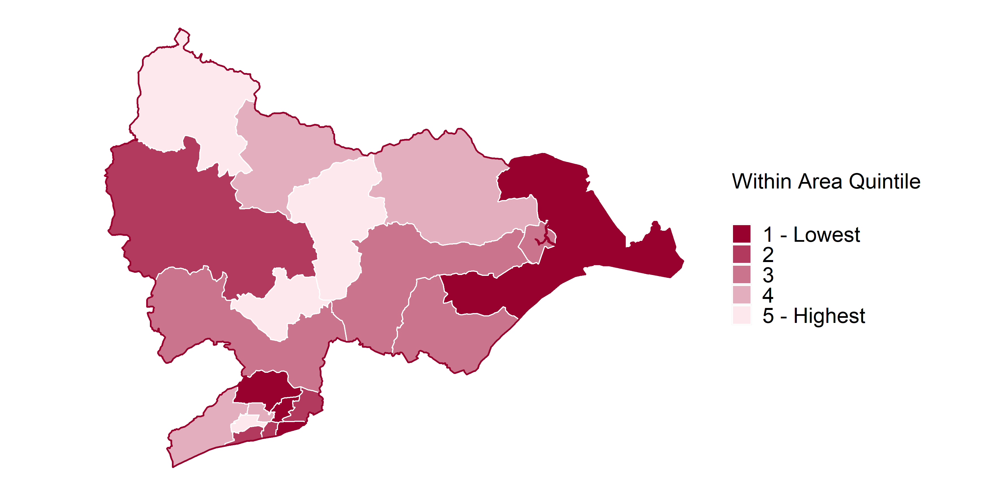 Within Area Quintile
1 - Lowest
2
3
4
5 - Highest